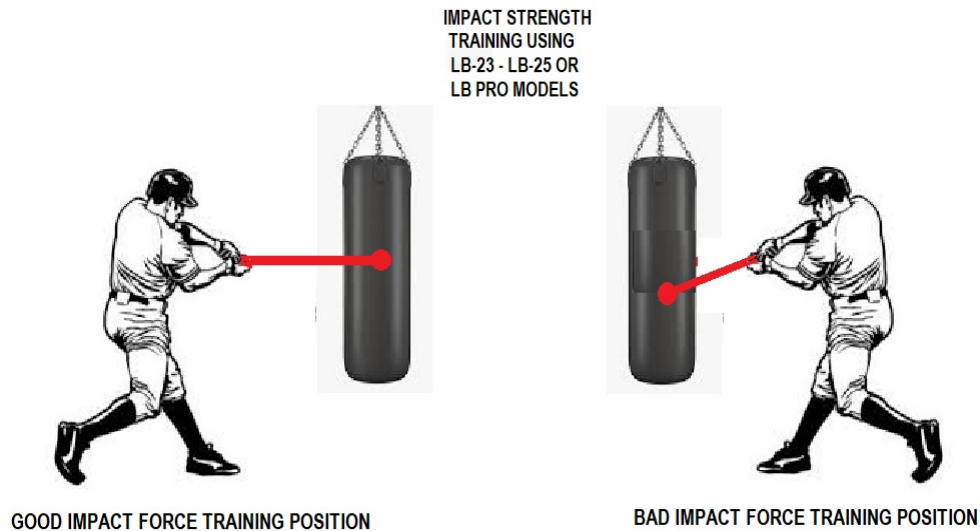 IMPACT STRENGTH
TRAINING USING
LB-23 - LB-25 OR
LB PRO MODELS
GOOD IMPACT FORCE TRAINING POSITION
BAD IMPACT FORCE TRAINING POSITION